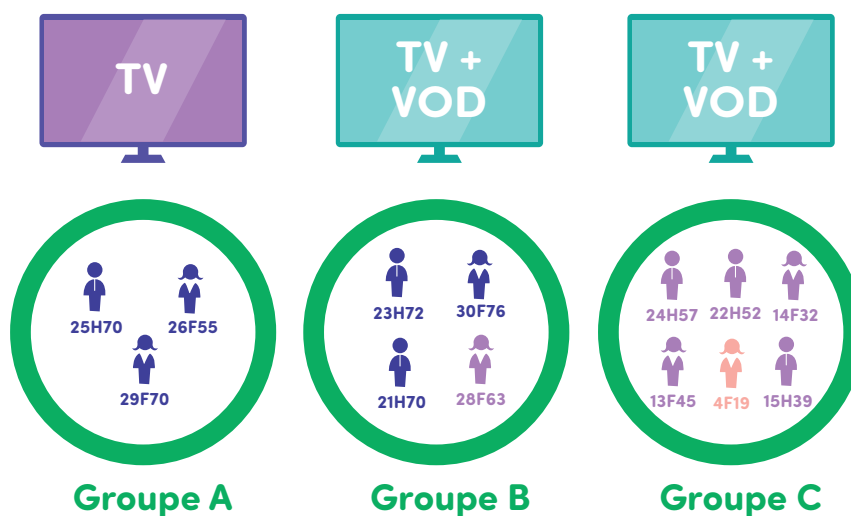 TV
TV +
VOD
TV +
VOD
25H70
26F55
29F70
23H72
30F76
21H70
28F63
24H57
22H52
14F32
13F45
4F19
15H39
Groupe A
Groupe B
Groupe C